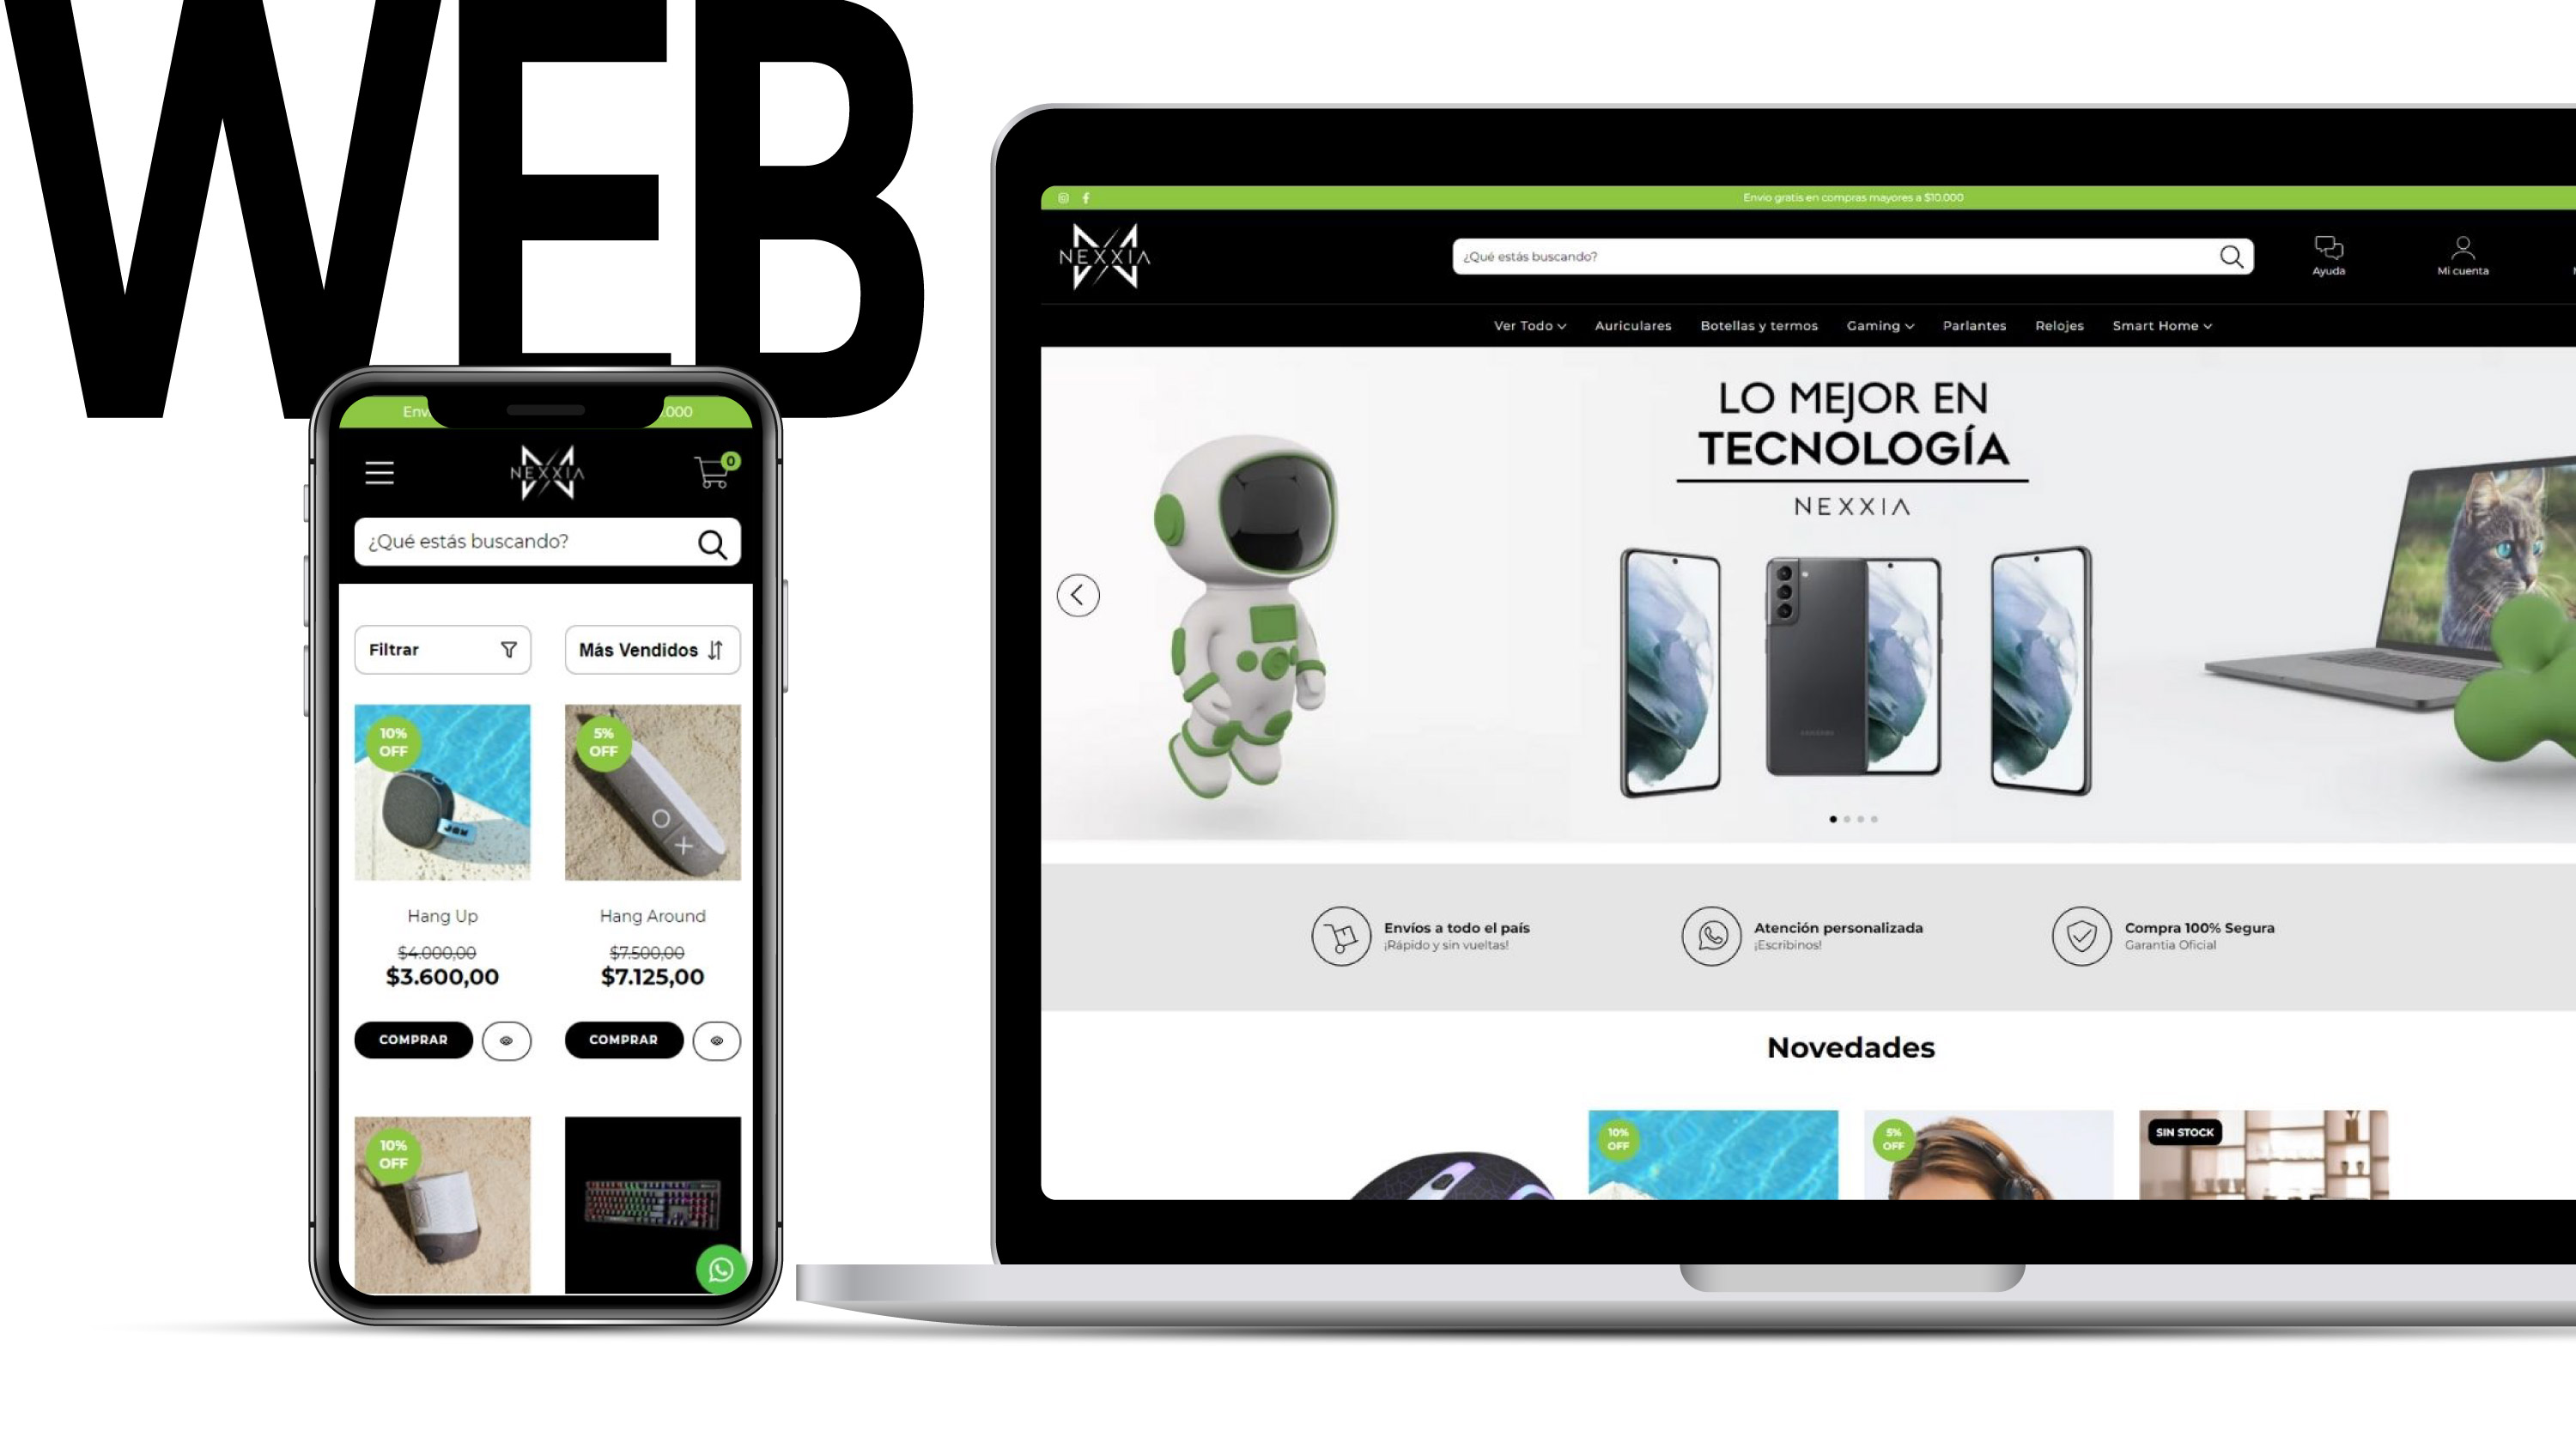 WEB
Envío gratis en compras mayores a $10.000
NEXXIA
¿Qué estás buscando?
Ayuda
Mi cuenta
Ver Todo
Auriculares
Botellas y termos
Gaming
Parlantes
Relojes
Smart Home
LO MEJOR EN
TECNOLOGÍA
NEXXIA
SAMSUNG
Envíos a todo el país
¡Rápido y sin vueltas!
Atención personalizada
¡Escribinos!
Compra 100% Segura
Garantia Oficial
Novedades
10%
OFF
5%
OFF
SIN STOCK
Env
.000
NEXXIA
0
¿Qué estás buscando?
Filtrar
Más Vendidos
10%
OFF
5%
OFF
JAM
Hang Up
Hang Around
$4.000,00
$7.500,00
$3.600,00
$7.125,00
COMPRAR
COMPRAR
10%
OFF